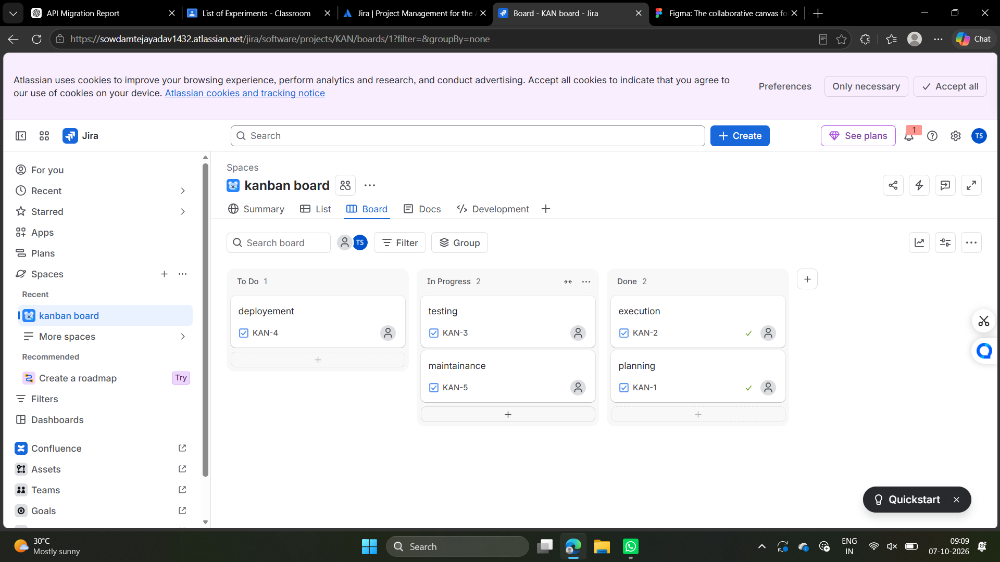 API Migration Report
List of Experiments - Classroom
Jira | Project Management for the A
Board - KAN board - Jira
Figma: The collaborative canvas fo
https://sowdamtejayadav1432.atlassian.net/jira/software/projects/KAN/boards/1?filter=&groupBy=none
Chat
Atlassian uses cookies to improve your browsing experience, perform analytics and research, and conduct advertising. Accept all cookies to indicate that you agree to
our use of cookies on your device. Atlassian cookies and tracking notice
Preferences
Only necessary
Accept all
Jira
Search
Create
See plans
1
TS
For you
Recent
Starred
Apps
Plans
Spaces
Recent
kanban board
More spaces
Recommended
Create a roadmap
Try
Filters
Dashboards
Confluence
Assets
Teams
Goals
Spaces
kanban board
Summary
List
Board
Docs
Development
Search board
TS
Filter
Group
To Do 1
deployement
KAN-4
In Progress 2
testing
KAN-3
maintainance
KAN-5
Done 2
execution
KAN-2
planning
KAN-1
Quickstart
30°C
Mostly sunny
Search
ENG
IN
09:09
07-10-2026